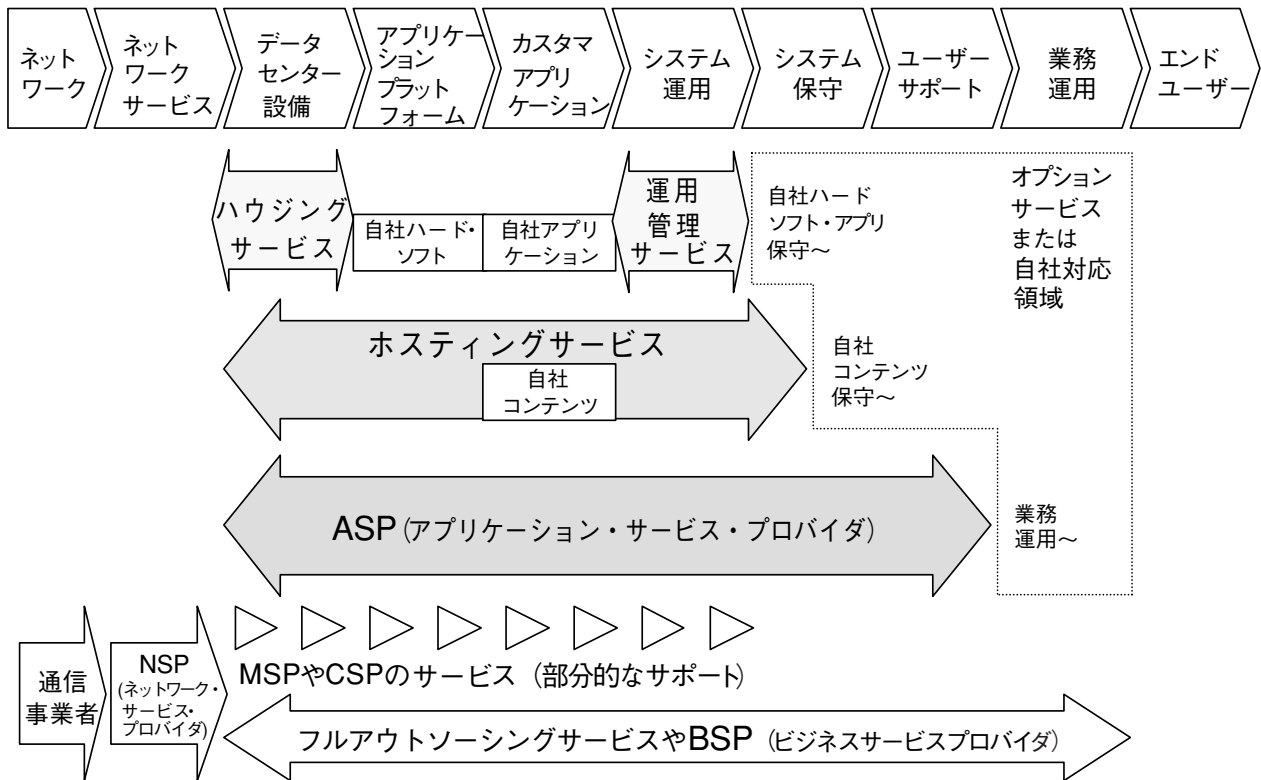 ネット
ワーク
ネット
ワーク
サービス
データ
センター
設備
アプリケー
ション
プラット
フォーム
カスタマ
アプリ
ケーション
システム
運用
システム
保守
ユーザー
サポート
業務
運用
エンド
ユーザー
ハウジング
サービス
自社ハード・
ソフト
自社アプリ
ケーション
運用
管理
サービス
自社ハード
ソフト・アプリ
保守～
オプション
サービス
または
自社対応
領域
ホスティングサービス
自社
コンテンツ
自社
コンテンツ
保守～
ASP（アプリケーション・サービス・プロバイダ）
業務
運用～
通信
事業者
NSP
(ネットワーク・
サービス・
プロバイダ)
MSPやCSPのサービス（部分的なサポート）
フルアウトソーシングサービスやBSP（ビジネスサービスプロバイダ）